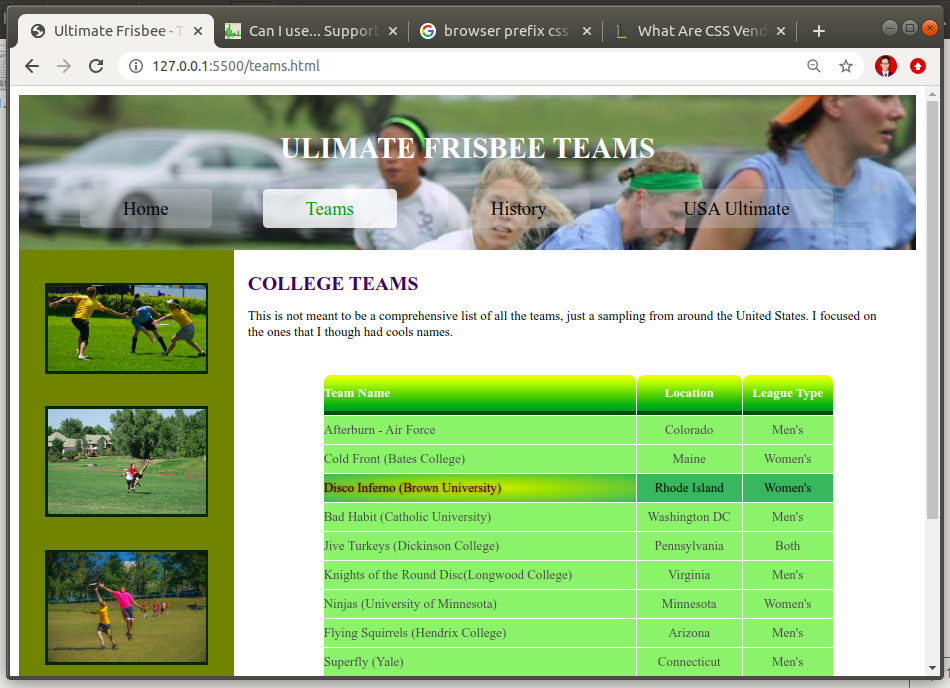 Ultimate Frisbee - T
Can I use... Support
browser prefix css
What Are CSS Vend
127.0.0.1:5500/teams.html
ULIMATE FRISBEE TEAMS
Home Teams History USA Ultimate
COLLEGE TEAMS
This is not meant to be a comprehensive list of all the teams, just a sampling from around the United States. I focused on
the ones that I though had cools names.
Team Name Location League Type
Afterburn - Air Force Colorado Men's
Cold Front (Bates College) Maine Women's
Disco Inferno (Brown University) Rhode Island Women's
Bad Habit (Catholic University) Washington DC Men's
Jive Turkeys (Dickinson College) Pennsylvania Both
Knights of the Round Disc(Longwood College) Virginia Men's
Ninjas (University of Minnesota) Minnesota Women's
Flying Squirrels (Hendrix College) Arizona Men's
Superfly (Yale) Connecticut Men's